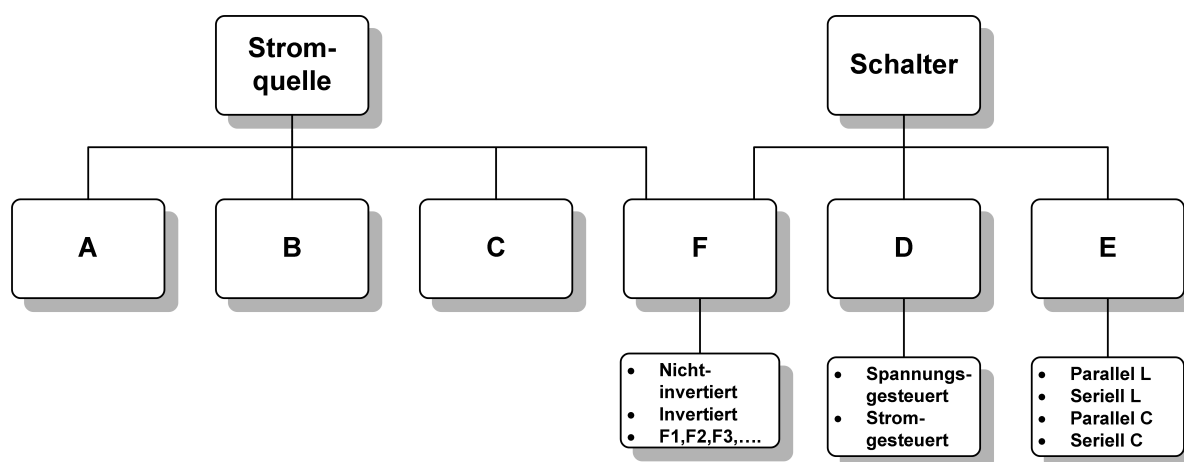 Strom-
quelle
Schalter
A
B
C
F
D
E
• Nicht-
invertiert
• Invertiert
• F1,F2,F3,....
• Spannungs-
gesteuert
• Strom-
gesteuert
• Parallel L
• Seriell L
• Parallel C
• Seriell C